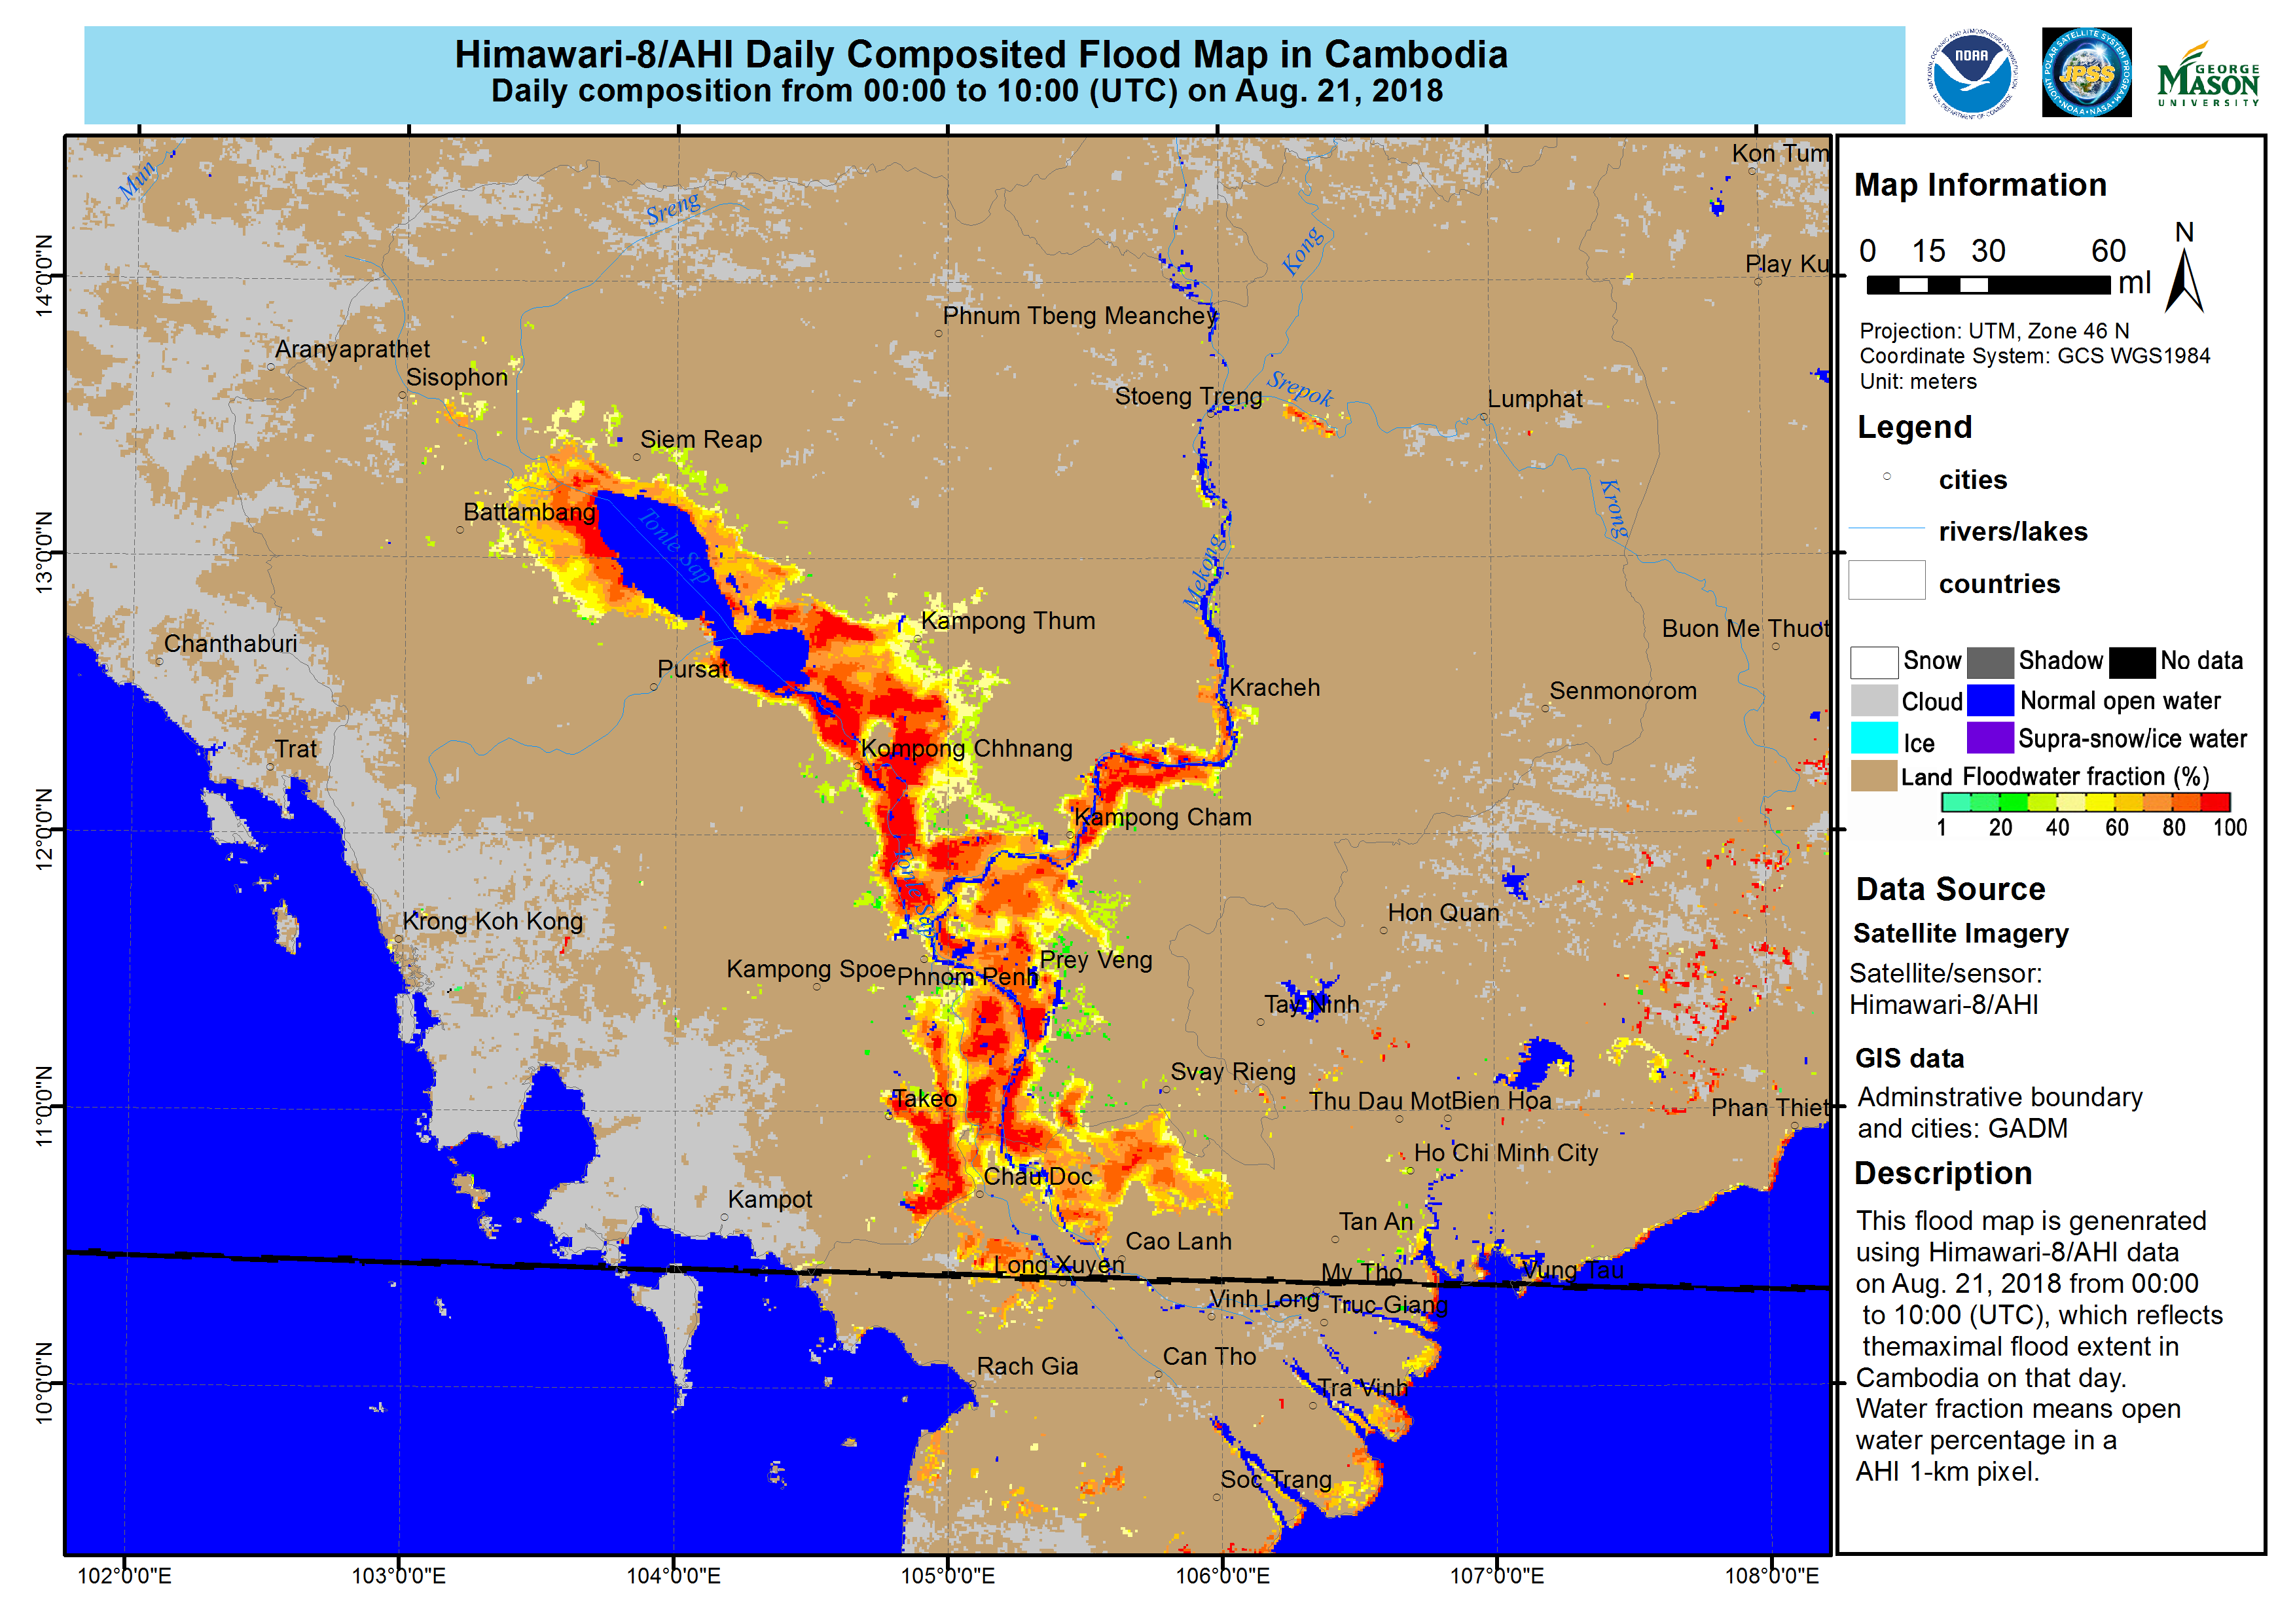 Himawari-8/AHI Daily Composited Flood Map in Cambodia
Daily composition from 00:00 to 10:00 (UTC) on Aug. 21, 2018
NOAA
JPSS
GEORGE
MASON
UNIVERSITY
Mun
Sreng
Kong
Kon Tum
Play Ku
Phnum Tbeng Meanchey
Aranyaprathet
Sisophon
Stoeng Treng
Srepok
Lumphat
Siem Reap
Krong
Battambang
Tonle Sap
Mekong
Kampong Thum
Buon Me Thuot
Chanthaburi
Pursat
Kracheh
Senmonorom
Trat
Kompong Chhnang
Kampong Cham
Tonle Sap
Krong Koh Kong
Hon Quan
Kampong Spoe
Phnom Penh
Prey Veng
Tay Ninh
Svay Rieng
Takeo
Thu Dau Mot
Bien Hoa
Phan Thiet
Ho Chi Minh City
Chau Doc
Kampot
Tan An
Cao Lanh
Long Xuyen
My Tho
Vung Tau
Vinh Long
Truc Giang
Rach Gia
Can Tho
Tra Vinh
Soc Trang
14°0'0"N
13°0'0"N
12°0'0"N
11°0'0"N
10°0'0"N
102°0'0"E
103°0'0"E
104°0'0"E
105°0'0"E
106°0'0"E
107°0'0"E
108°0'0"E
Map Information
N
0 15 30 60
ml
Projection: UTM, Zone 46 N
Coordinate System: GCS WGS1984
Unit: meters
Legend
cities
rivers/lakes
countries
Snow Shadow No data
Cloud Normal open water
Ice Supra-snow/ice water
Land Floodwater fraction (%)
1 20 40 60 80 100
Data Source
Satellite Imagery
Satellite/sensor:
Himawari-8/AHI
GIS data
Adminstrative boundary
and cities: GADM
Description
This flood map is genenrated
using Himawari-8/AHI data
on Aug. 21, 2018 from 00:00
to 10:00 (UTC), which reflects
themaximal flood extent in
Cambodia on that day.
Water fraction means open
water percentage in a
AHI 1-km pixel.